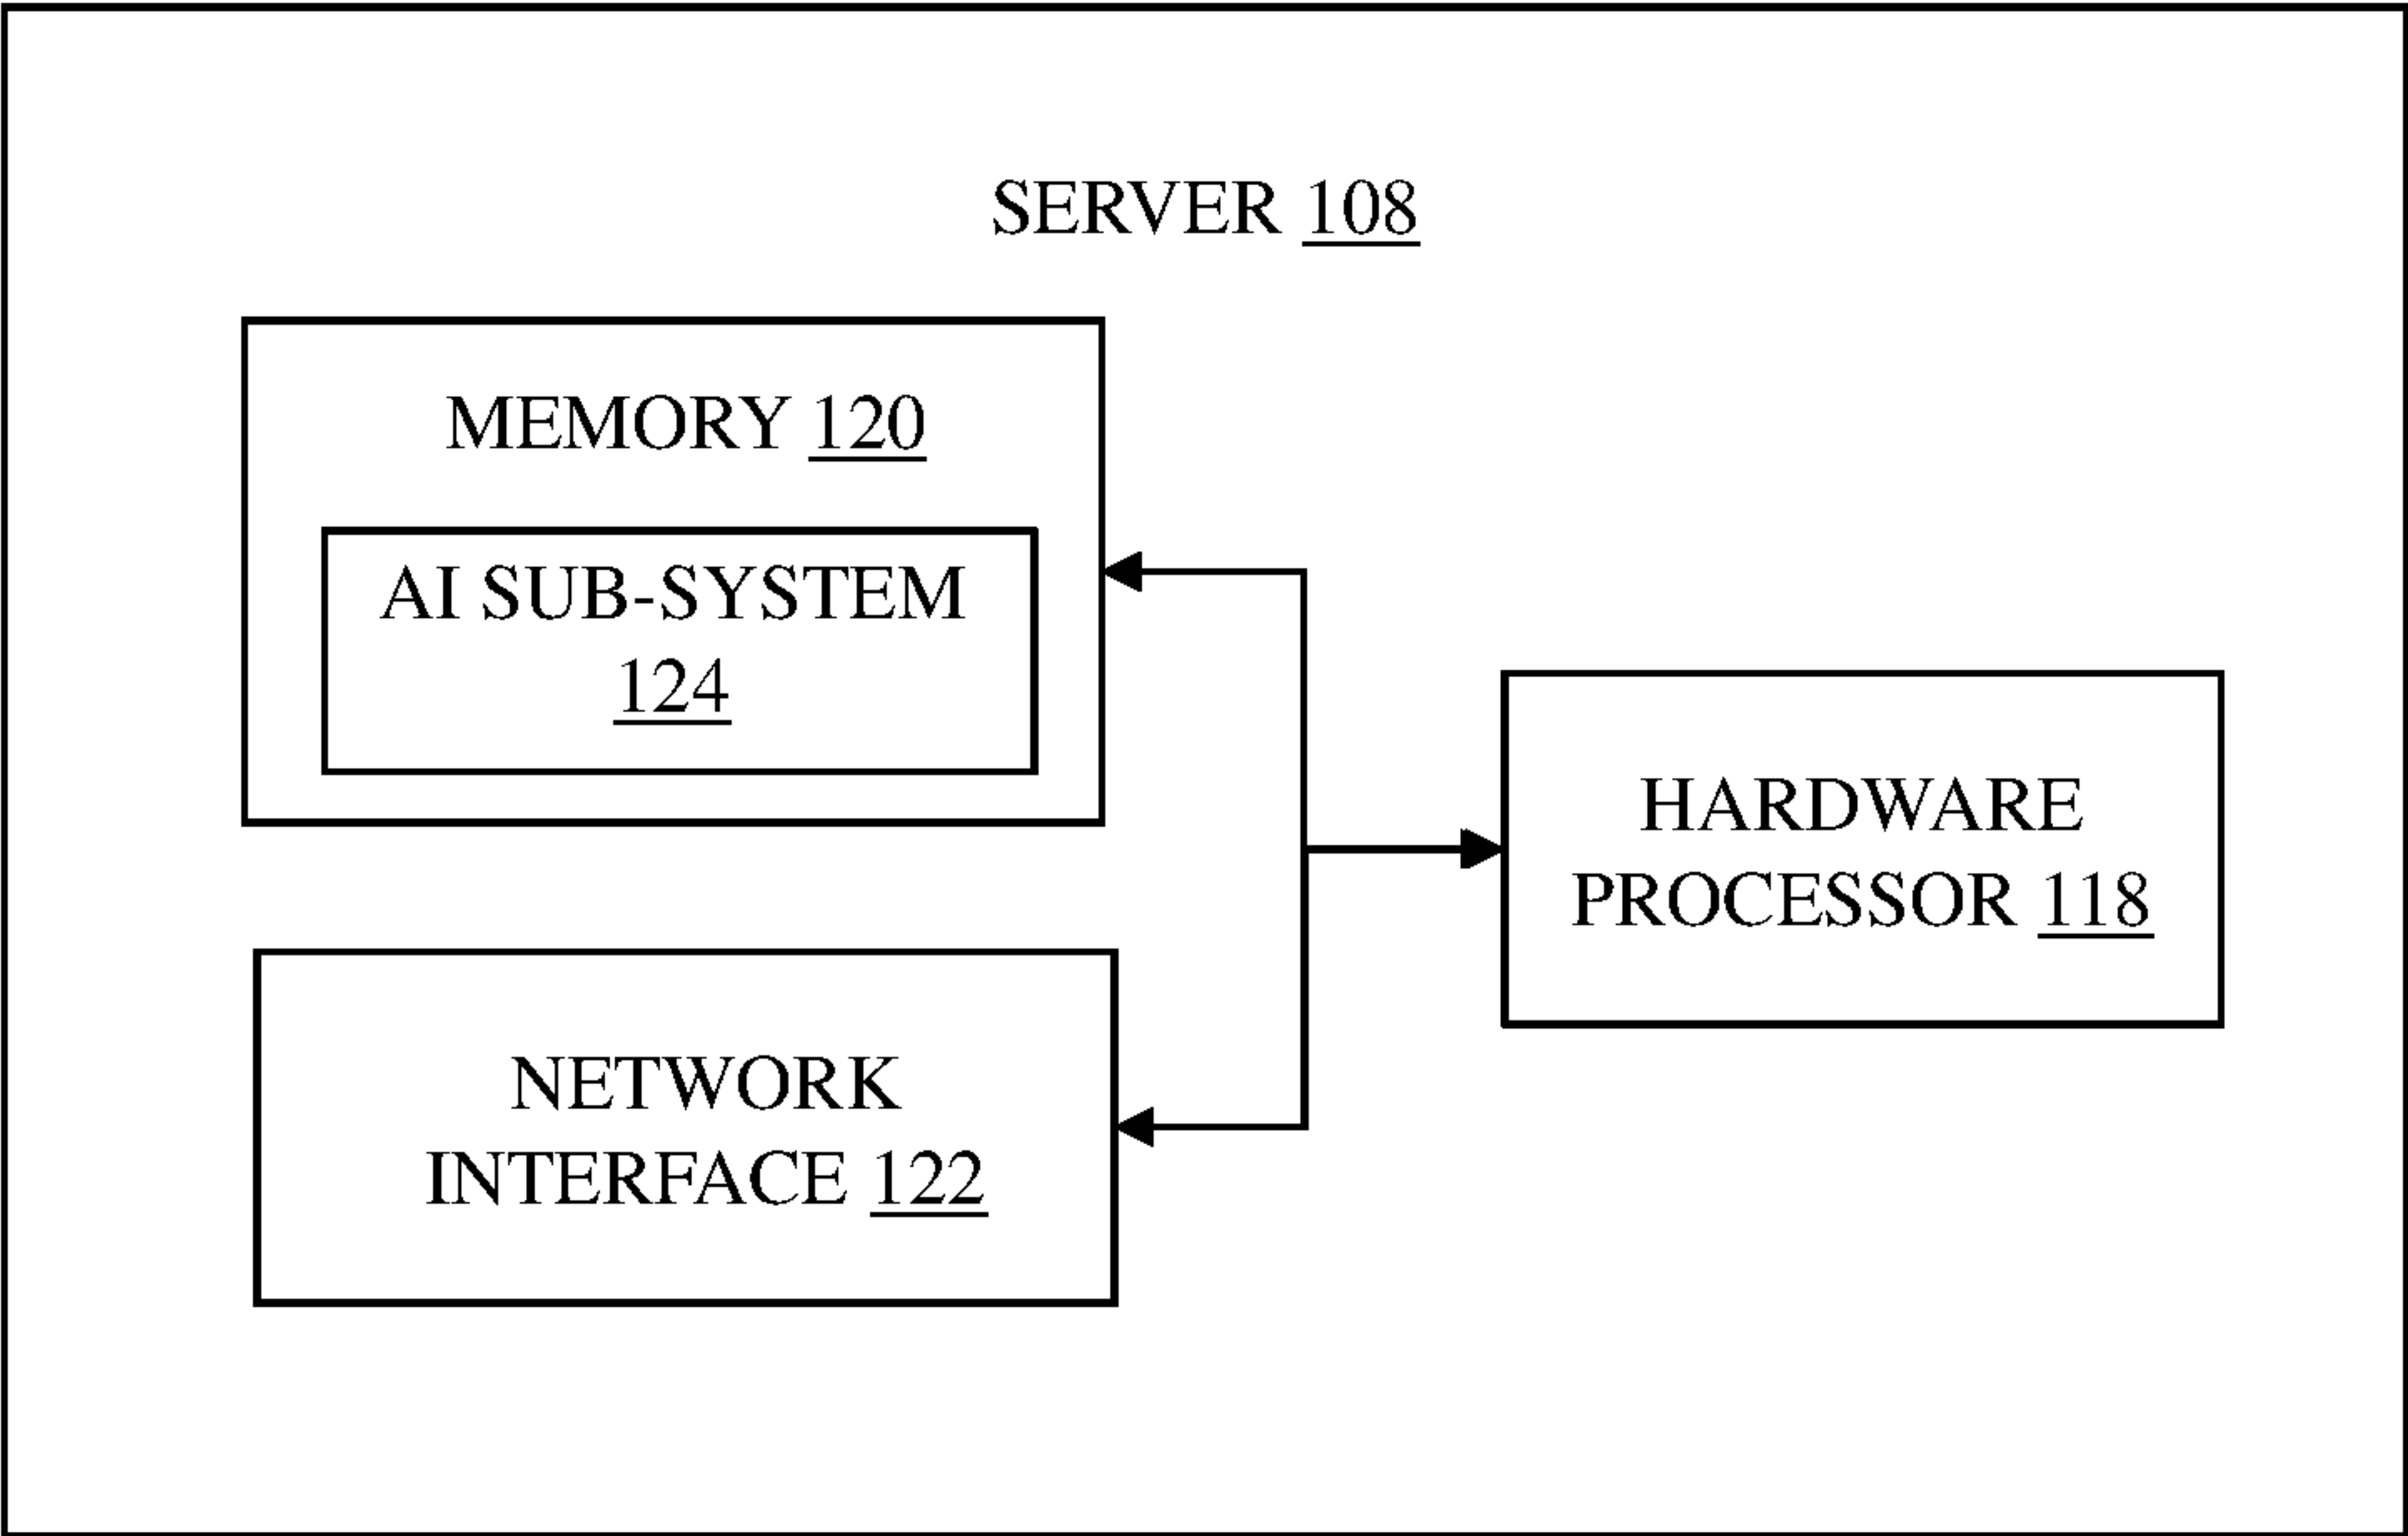 SERVER 108
MEMORY 120
AI SUB-SYSTEM
124
HARDWARE
PROCESSOR 118
NETWORK
INTERFACE 122